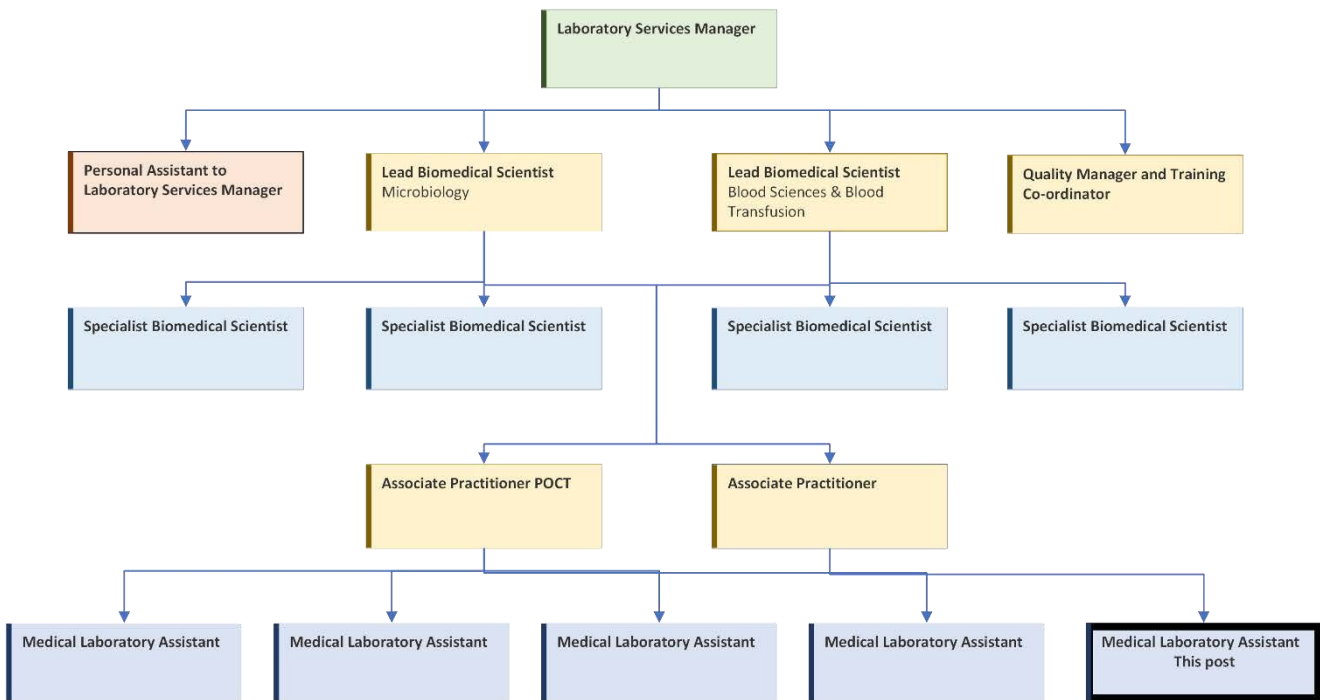 Laboratory Services Manager
Personal Assistant to
Laboratory Services Manager
Lead Biomedical Scientist
Microbiology
Lead Biomedical Scientist
Blood Sciences & Blood
Transfusion
Quality Manager and Training
Co-ordinator
Specialist Biomedical Scientist
Specialist Biomedical Scientist
Specialist Biomedical Scientist
Specialist Biomedical Scientist
Associate Practitioner POCT
Associate Practitioner
Medical Laboratory Assistant
Medical Laboratory Assistant
Medical Laboratory Assistant
Medical Laboratory Assistant
Medical Laboratory Assistant
This post